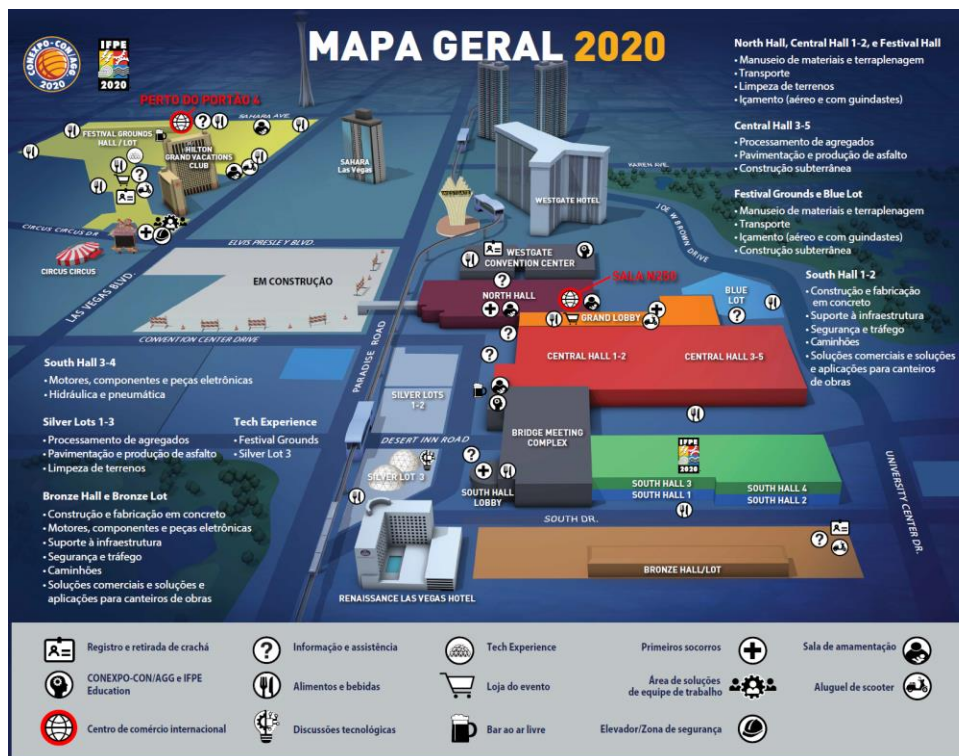 CONEXPO-CON/AGG
2020
IFPE
2020
MAPA GERAL 2020
PERTO DO PORTÃO 4
SAHARA AVE.
FESTIVAL GROUNDS
HALL / LOT
HILTON
GRAND VACATIONS
CLUB
SAHARA
Las Vegas
WESTGATE
WESTGATE HOTEL
KAREN AVE.
JOE W BROWN DRIVE
CIRCUS CIRCUS DR
CIRCUS CIRCUS
ELVIS PRESLEY BLVD.
LAS VEGAS BLVD.
EM CONSTRUÇÃO
CONVENTION CENTER DRIVE
PARADISE ROAD
WESTGATE
CONVENTION CENTER
NORTH HALL
GRAND LOBBY
BLUE
LOT
CENTRAL HALL 1-2
CENTRAL HALL 3-5
SILVER LOTS
1-2
DESERT INN ROAD
BRIDGE MEETING
COMPLEX
SILVER LOT 3
SOUTH HALL
LOBBY
IFPE
2020
SOUTH HALL 3
SOUTH HALL 1
SOUTH HALL 4
SOUTH HALL 2
SOUTH DR.
UNIVERSITY CENTER DR.
BRONZE HALL/LOT
RENAISSANCE LAS VEGAS HOTEL
North Hall, Central Hall 1-2, e Festival Hall
• Manuseio de materiais e terraplenagem
• Transporte
• Limpeza de terrenos
• Içamento (aéreo e com guindastes)
Central Hall 3-5
• Processamento de agregados
• Pavimentação e produção de asfalto
• Construção subterrânea
Festival Grounds e Blue Lot
• Manuseio de materiais e terraplenagem
• Transporte
• Içamento (aéreo e com guindastes)
• Construção subterrânea
South Hall 1-2
• Construção e fabricação
em concreto
• Suporte à infraestrutura
• Segurança e tráfego
• Caminhões
• Soluções comerciais e soluções
e aplicações para canteiros
de obras
South Hall 3-4
• Motores, componentes e peças eletrônicas
• Hidráulica e pneumática
Silver Lots 1-3
• Processamento de agregados
• Pavimentação e produção de asfalto
• Limpeza de terrenos
Tech Experience
• Festival Grounds
• Silver Lot 3
Bronze Hall e Bronze Lot
• Construção e fabricação em concreto
• Motores, componentes e peças eletrônicas
• Suporte à infraestrutura
• Segurança e tráfego
• Caminhões
• Soluções comerciais e soluções e
aplicações para canteiros de obras
Registro e retirada de crachá
Informação e assistência
Tech Experience
Primeiros socorros
Sala de amamentação
CONEXPO-CON/AGG e IFPE
Education
Alimentos e bebidas
Loja do evento
Área de soluções
de equipe de trabalho
Aluguel de scooter
Centro de comércio internacional
Discussões tecnológicas
Bar ao ar livre
Elevador/Zona de segurança